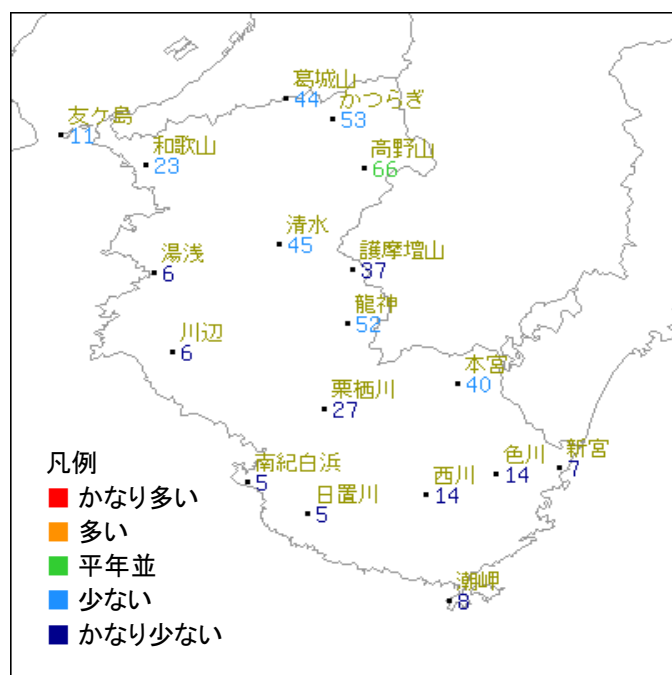 葛城山
44
かつらぎ
53
友ケ島
11
和歌山
23
高野山
66
清水
45
湯浅
6
護摩壇山
37
龍神
52
川辺
6
本宮
40
栗栖川
27
南紀白浜
5
日置川
5
西川
14
色川
14
新宮
7
潮岬
8
凡例
かなり多い
多い
平年並
少ない
かなり少ない